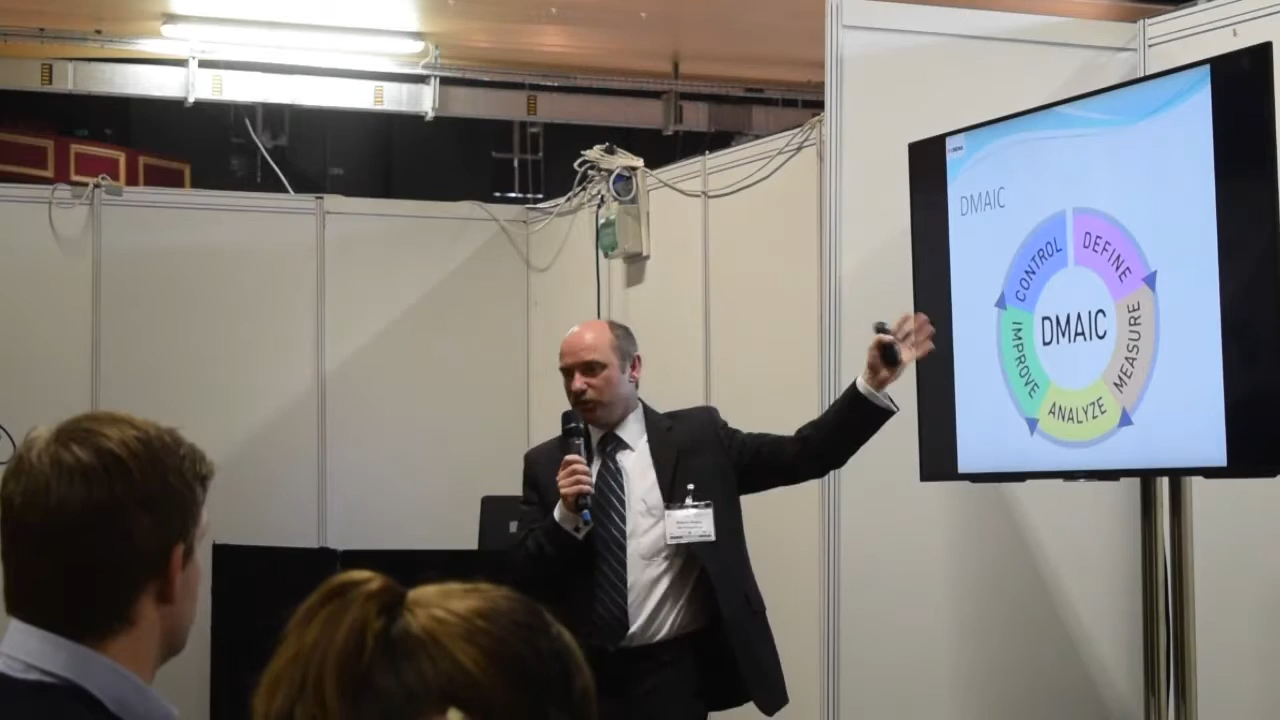 DMAIC
CONTROL
DEFINE
DMAIC
IMPROVE
MEASURE
ANALYZE